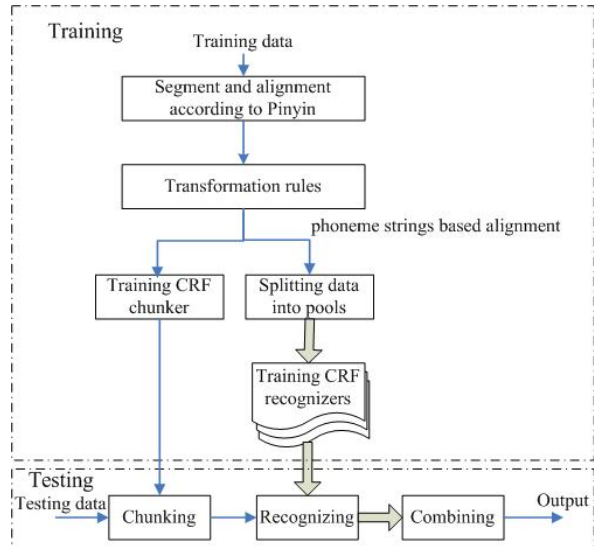 Training
Training data
Segment and alignment
according to Pinyin
Transformation rules
phoneme strings based alignment
Training CRF
chunker
Splitting data
into pools
Training CRF
recognizers
Testing
Testing data
Chunking
Recognizing
Combining
Output